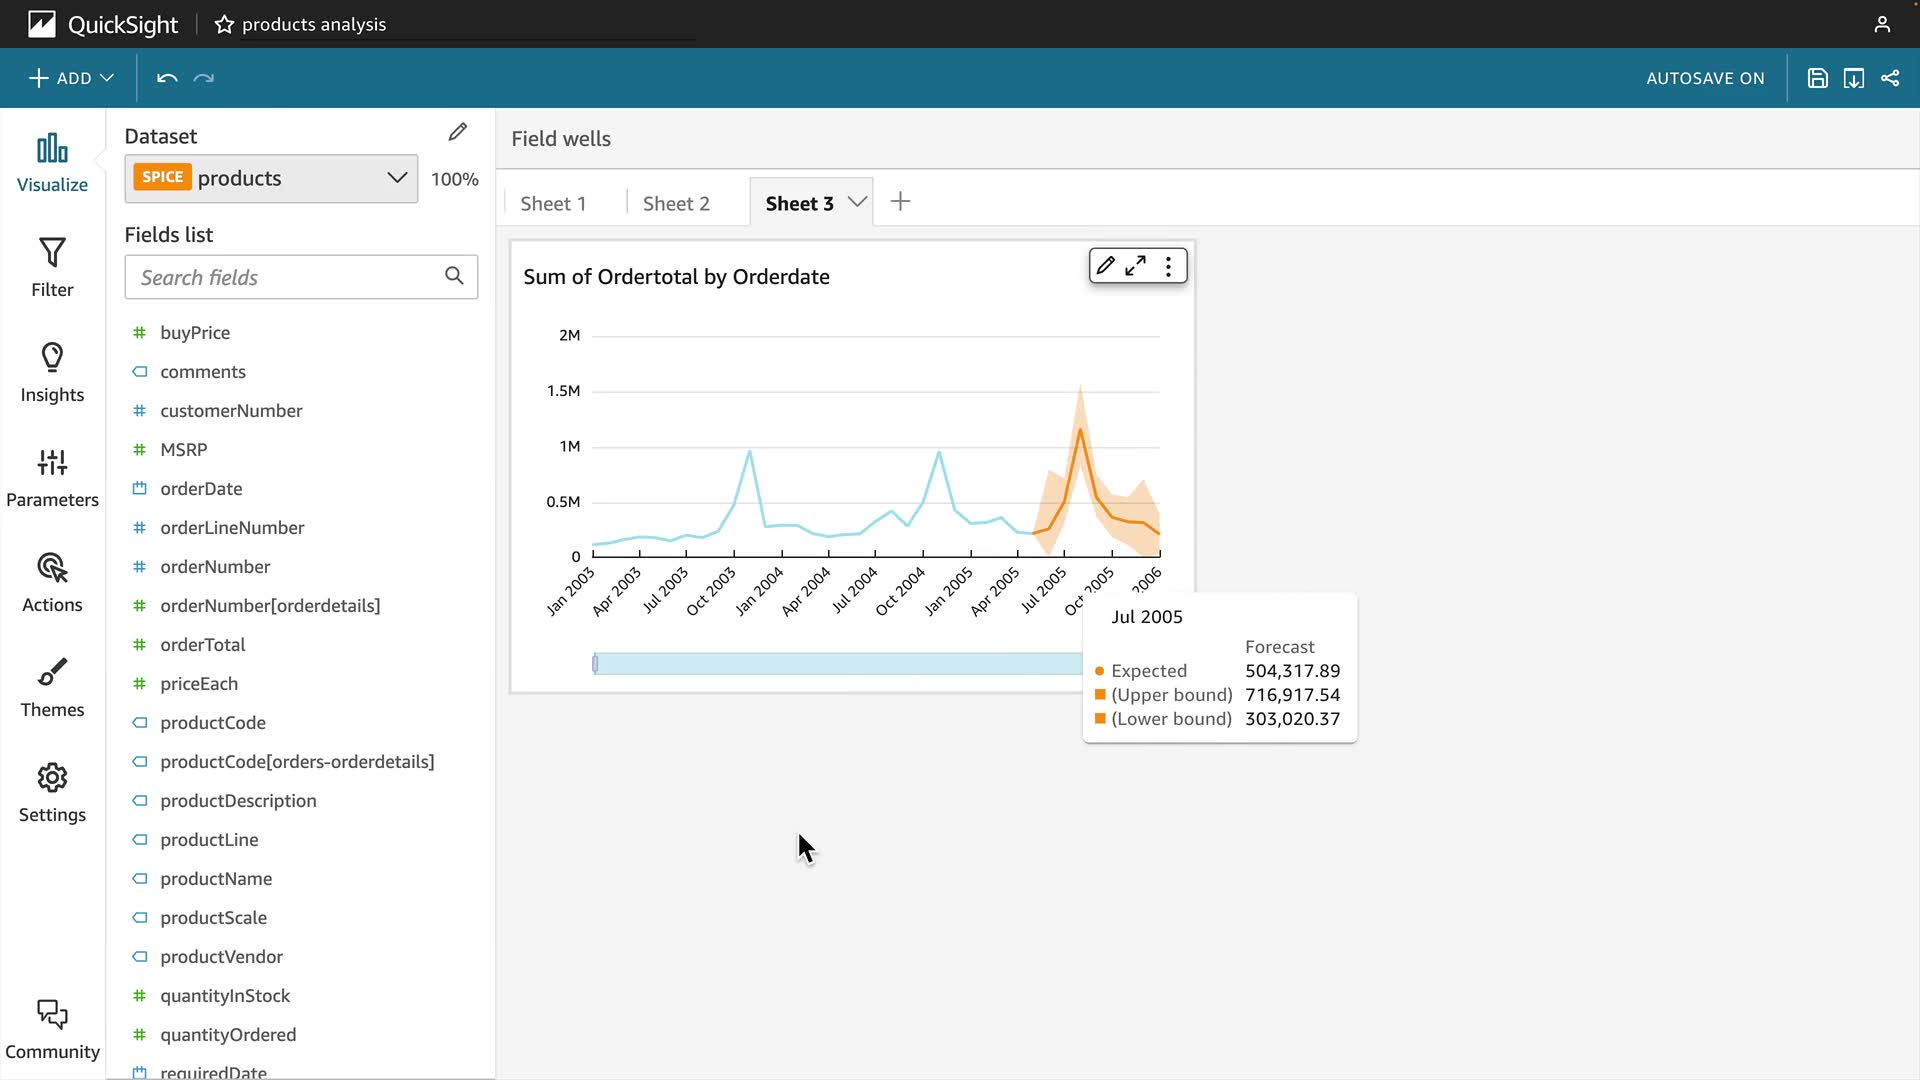 QuickSight
products analysis
ADD
AUTOSAVE ON
Visualize
Filter
Insights
Parameters
Actions
Themes
Settings
Community
Dataset
SPICE products
100%
Fields list
Search fields
buyPrice
comments
customerNumber
MSRP
orderDate
orderLineNumber
orderNumber
orderNumber[orderdetails]
orderTotal
priceEach
productCode
productCode[orders-orderdetails]
productDescription
productLine
productName
productScale
productVendor
quantityInStock
quantityOrdered
requiredDate
Field wells
Sheet 1
Sheet 2
Sheet 3
Sum of Ordertotal by Orderdate
2M
1.5M
1M
0.5M
0
Jan 2003
Apr 2003
Jul 2003
Oct 2003
Jan 2004
Apr 2004
Jul 2004
Oct 2004
Jan 2005
Apr 2005
Jul 2005
Oct 2005
2006
Jul 2005
Forecast
Expected 504,317.89
(Upper bound) 716,917.54
(Lower bound) 303,020.37